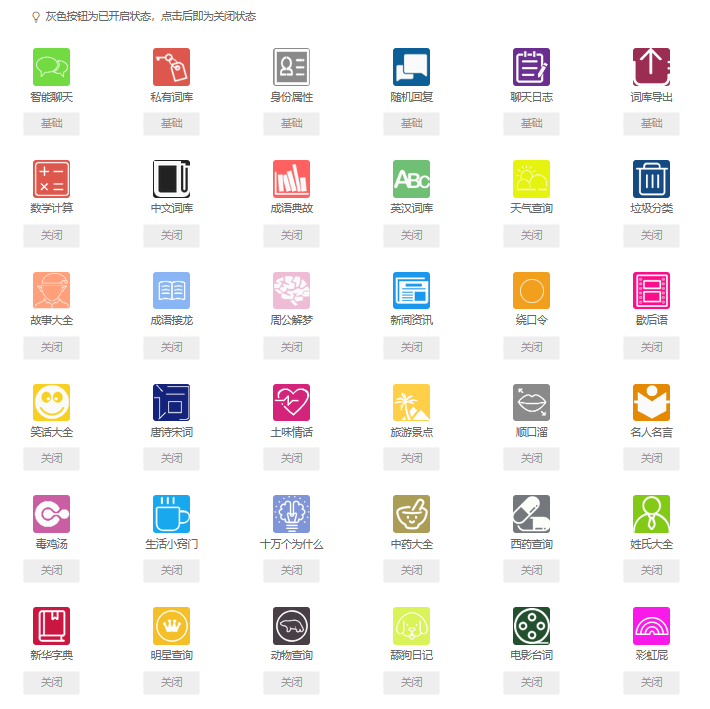 灰色按钮为已开启状态，点击后即为关闭状态
智能聊天 私有词库 身份属性 随机回复 聊天日志 词库导出
基础 基础 基础 基础 基础 基础
ABC
数学计算 中文词库 成语典故 英汉词库 天气查询 垃圾分类
关闭 关闭 关闭 关闭 关闭 关闭
故事大全 成语接龙 周公解梦 新闻资讯 绕口令 歇后语
关闭 关闭 关闭 关闭 关闭 关闭
笑话大全 唐诗宋词 土味情话 旅游景点 顺口溜 名人名言
关闭 关闭 关闭 关闭 关闭 关闭
毒鸡汤 生活小窍门 十万个为什么 中药大全 西药查询 姓氏大全
关闭 关闭 关闭 关闭 关闭 关闭
新华字典 明星查询 动物查询 舔狗日记 电影台词 彩虹屁
关闭 关闭 关闭 关闭 关闭 关闭